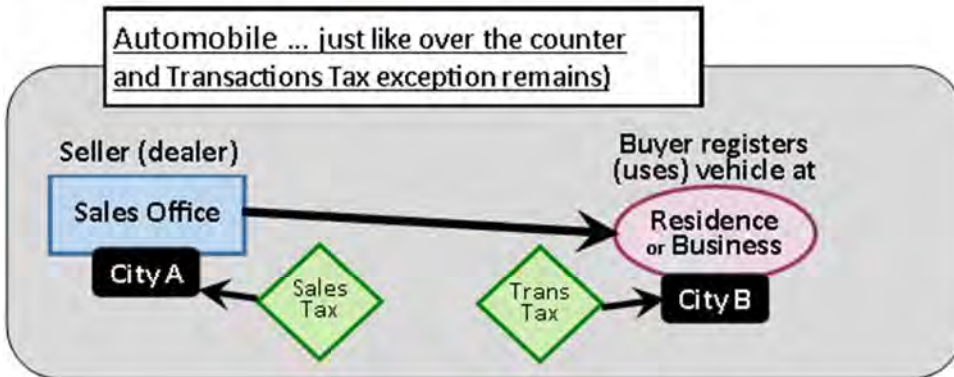 Automobile ... just like over the counter
and Transactions Tax exception remains)
Seller (dealer)
Sales Office
City A
Sales
Tax
Trans
Tax
Buyer registers
(uses) vehicle at
Residence
or Business
City B